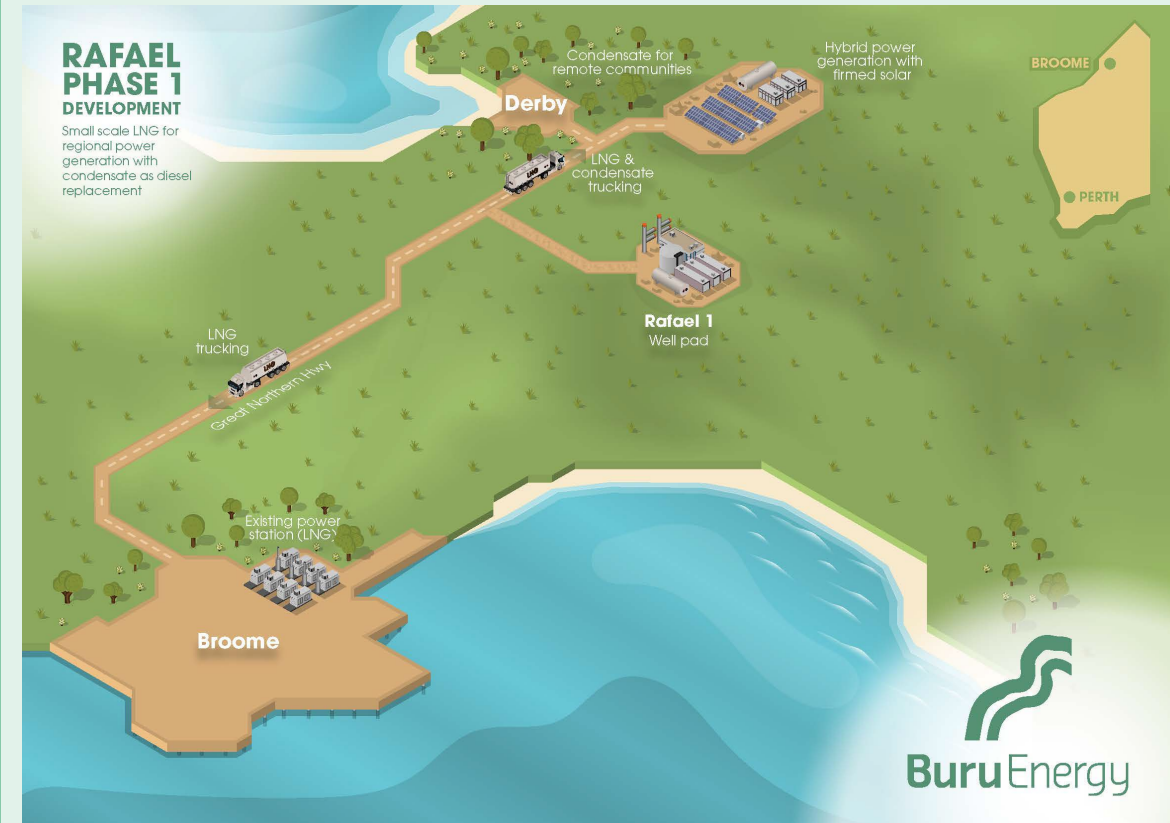 RAFAEL
PHASE 1
DEVELOPMENT
Small scale LNG for
regional power
generation with
condensate as diesel
replacement
Condensate for
remote communities
Hybrid power
generation with
firmed solar
BROOME
PERTH
Derby
LNG
LNG &
condensate
trucking
Rafael 1
Well pad
LNG
trucking
LNG
Great Northern Hwy
Existing power
station (LNG)
Broome
Buru Energy